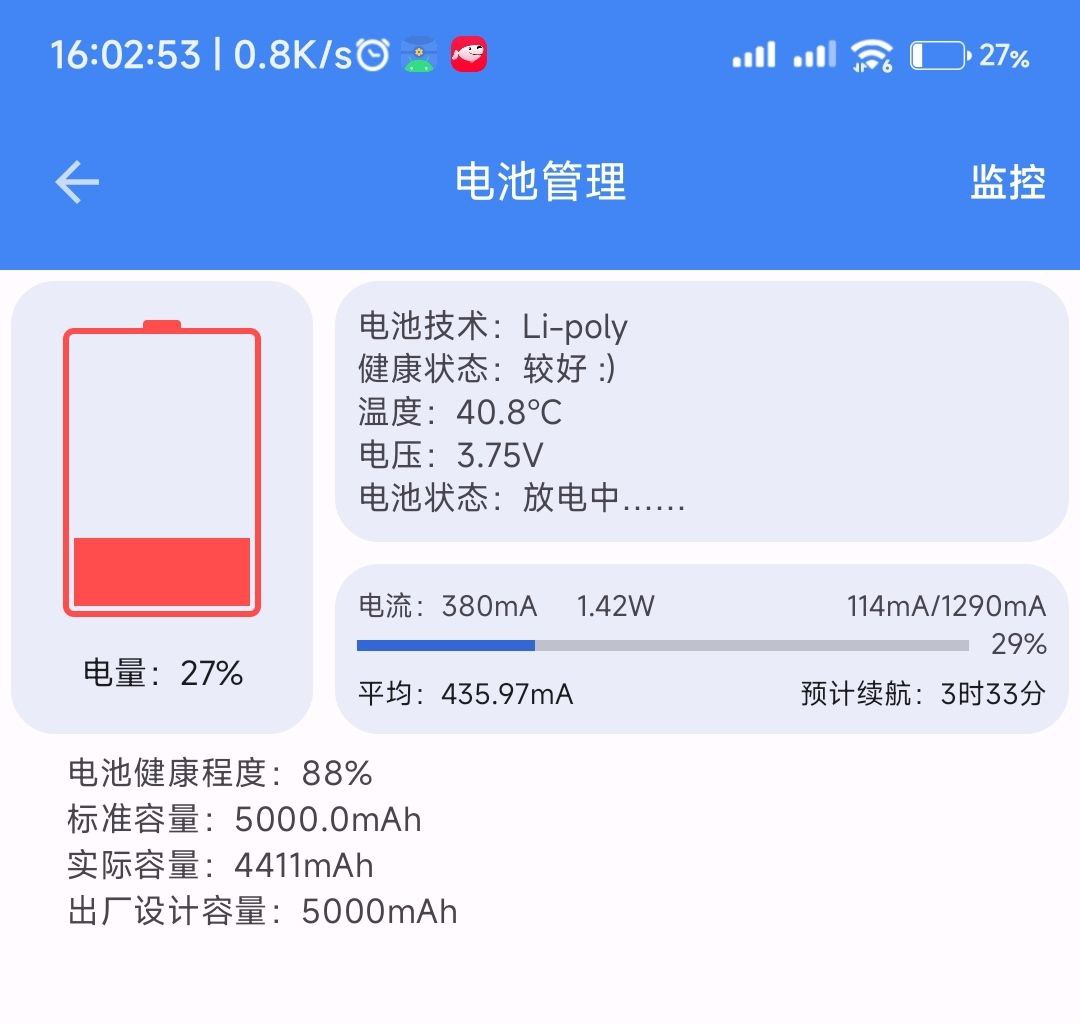 16:02:53 | 0.8K/s 6 27%
电池管理 监控
电池技术：Li-poly
健康状态：较好 :)
温度：40.8℃
电压：3.75V
电池状态：放电中......
电量：27%
电流：380mA 1.42W 114mA/1290mA
29%
平均：435.97mA 预计续航：3时33分
电池健康程度：88%
标准容量：5000.0mAh
实际容量：4411mAh
出厂设计容量：5000mAh